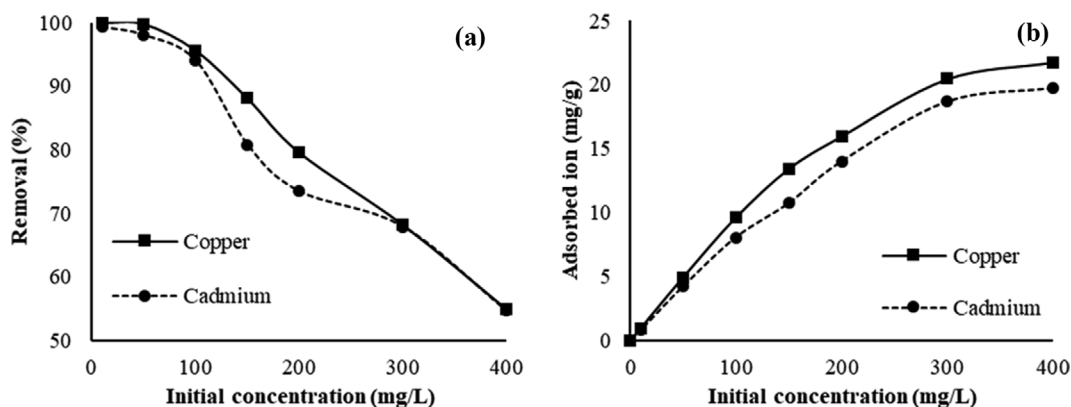 (a)
Removal (%)
100
90
80
70
60
50
Copper
Cadmium
0
100
200
300
400
Initial concentration (mg/L)
(b)
Adsorbed ion (mg/g)
25
20
15
10
5
0
Copper
Cadmium
0
100
200
300
400
Initial concentration (mg/L)